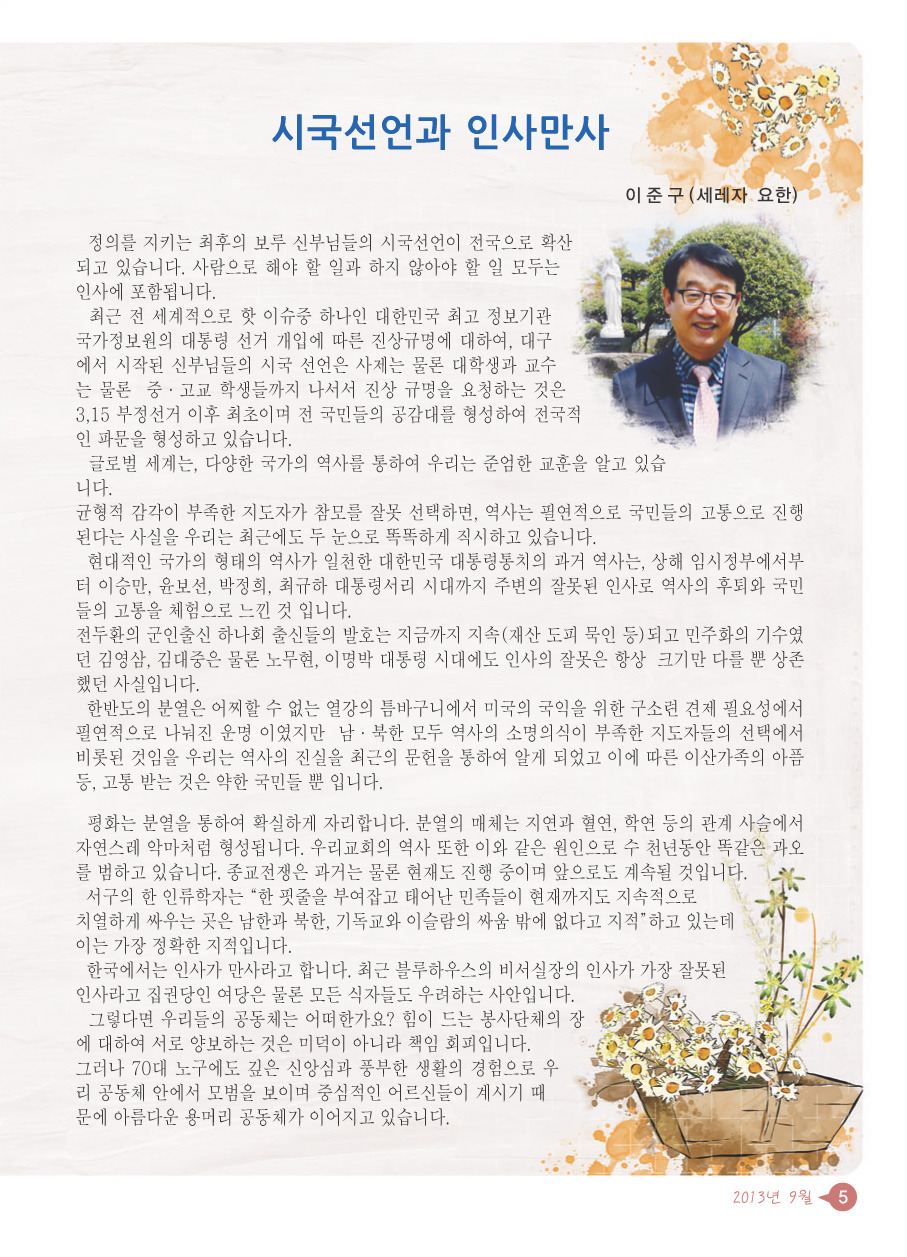 시국선언과 인사만사
이 준 구 (세례자 요한)
정의를 지키는 최후의 보루 신부님들의 시국선언이 전국으로 확산
되고 있습니다. 사람으로 해야 할 일과 하지 않아야 할 일 모두는
인사에 포함됩니다.
최근 전 세계적으로 핫 이슈중 하나인 대한민국 최고 정보기관
국가정보원의 대통령 선거 개입에 따른 진상규명에 대하여, 대구
에서 시작된 신부님들의 시국 선언은 사제는 물론 대학생과 교수
는 물론 중·고교 학생들까지 나서서 진상 규명을 요청하는 것은
3,15 부정선거 이후 최초이며 전 국민들의 공감대를 형성하여 전국적
인 파문을 형성하고 있습니다.
글로벌 세계는, 다양한 국가의 역사를 통하여 우리는 준엄한 교훈을 알고 있습
니다.
균형적 감각이 부족한 지도자가 참모를 잘못 선택하면, 역사는 필연적으로 국민들의 고통으로 진행
된다는 사실을 우리는 최근에도 두 눈으로 똑똑하게 직시하고 있습니다.
현대적인 국가의 형태의 역사가 일천한 대한민국 대통령통치의 과거 역사는, 상해 임시정부에서부
터 이승만, 윤보선, 박정희, 최규하 대통령서리 시대까지 주변의 잘못된 인사로 역사의 후퇴와 국민
들의 고통을 체험으로 느낀 것 입니다.
전두환의 군인출신 하나회 출신들의 발호는 지금까지 지속(재산 도피 묵인 등)되고 민주화의 기수였
던 김영삼, 김대중은 물론 노무현, 이명박 대통령 시대에도 인사의 잘못은 항상 크기만 다를 뿐 상존
했던 사실입니다.
한반도의 분열은 어찌할 수 없는 열강의 틈바구니에서 미국의 국익을 위한 구소련 견제 필요성에서
필연적으로 나눠진 운명 이였지만 남·북한 모두 역사의 소명의식이 부족한 지도자들의 선택에서
비롯된 것임을 우리는 역사의 진실을 최근의 문헌을 통하여 알게 되었고 이에 따른 이산가족의 아픔
등, 고통 받는 것은 약한 국민들 뿐 입니다.
평화는 분열을 통하여 확실하게 자리합니다. 분열의 매체는 지연과 혈연, 학연 등의 관계 사슬에서
자연스레 악마처럼 형성됩니다. 우리교회의 역사 또한 이와 같은 원인으로 수 천년동안 똑같은 과오
를 범하고 있습니다. 종교전쟁은 과거는 물론 현재도 진행 중이며 앞으로도 계속될 것입니다.
서구의 한 인류학자는 “한 핏줄을 부여잡고 태어난 민족들이 현재까지도 지속적으로
치열하게 싸우는 곳은 남한과 북한, 기독교와 이슬람의 싸움 밖에 없다고 지적”하고 있는데
이는 가장 정확한 지적입니다.
한국에서는 인사가 만사라고 합니다. 최근 블루하우스의 비서실장의 인사가 가장 잘못된
인사라고 집권당인 여당은 물론 모든 식자들도 우려하는 사안입니다.
그렇다면 우리들의 공동체는 어떠한가요? 힘이 드는 봉사단체의 장
에 대하여 서로 양보하는 것은 미덕이 아니라 책임 회피입니다.
그러나 70대 노구에도 깊은 신앙심과 풍부한 생활의 경험으로 우
리 공동체 안에서 모범을 보이며 중심적인 어르신들이 계시기 때
문에 아름다운 용머리 공동체가 이어지고 있습니다.
2013년 9월 5